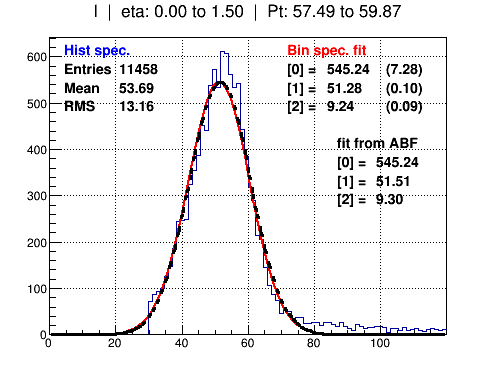 I | eta: 0.00 to 1.50 | Pt: 57.49 to 59.87
Hist spec.
Entries 11458
Mean 53.69
RMS 13.16
Bin spec. fit
[0] = 545.24 (7.28)
[1] = 51.28 (0.10)
[2] = 9.24 (0.09)
fit from ABF
[0] = 545.24
[1] = 51.51
[2] = 9.30
600
500
400
300
200
100
0
0 20 40 60 80 100